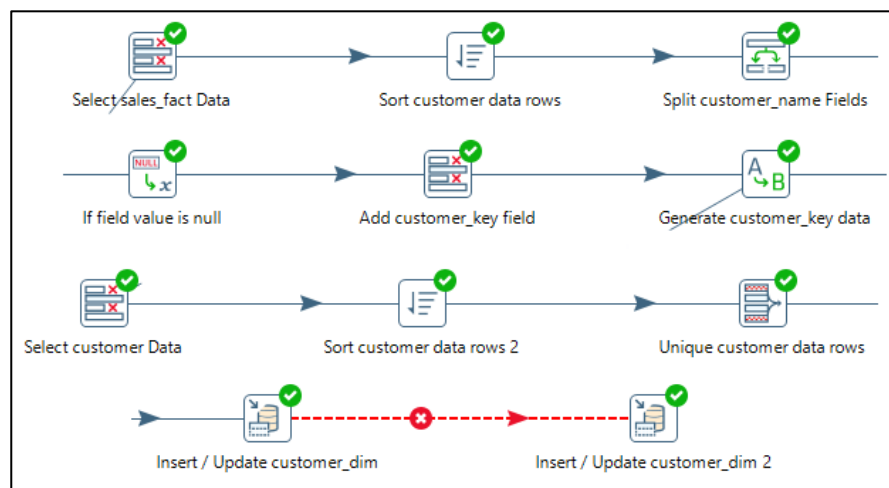 Select sales_fact Data
Sort customer data rows
Split customer_name Fields
NULL
x
A
B
If field value is null
Add customer_key field
Generate customer_key data
Select customer Data
Sort customer data rows 2
Unique customer data rows
Insert / Update customer_dim
Insert / Update customer_dim 2